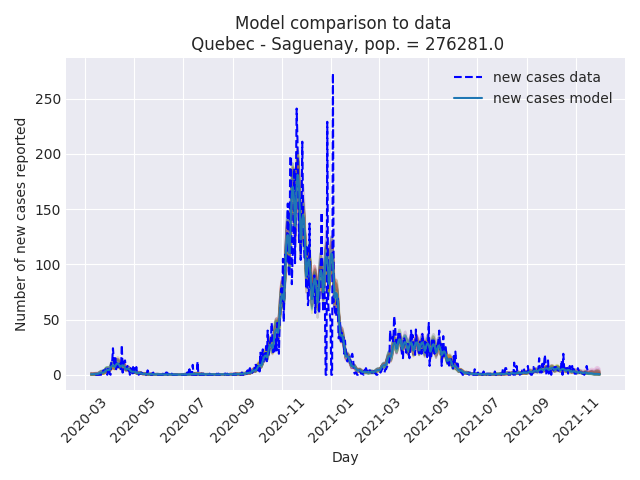 Model comparison to data
Quebec - Saguenay, pop. = 276281.0
new cases data
new cases model
Number of new cases reported
250
200
150
100
50
0
2020-03
2020-05
2020-07
2020-09
2020-11
2021-01
2021-03
2021-05
2021-07
2021-09
2021-11
Day